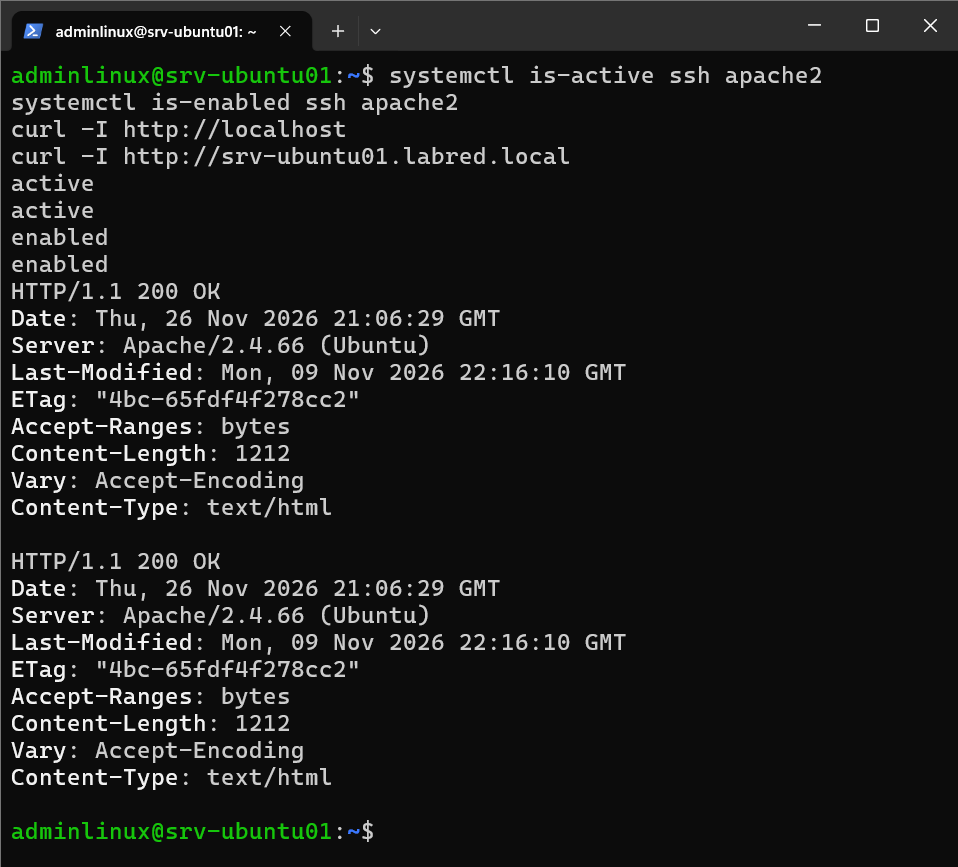 adminlinux@srv-ubuntu01: ~
adminlinux@srv-ubuntu01:~$ systemctl is-active ssh apache2
systemctl is-enabled ssh apache2
curl -I http://localhost
curl -I http://srv-ubuntu01.labred.local
active
active
enabled
enabled
HTTP/1.1 200 OK
Date: Thu, 26 Nov 2026 21:06:29 GMT
Server: Apache/2.4.66 (Ubuntu)
Last-Modified: Mon, 09 Nov 2026 22:16:10 GMT
ETag: "4bc-65fdf4f278cc2"
Accept-Ranges: bytes
Content-Length: 1212
Vary: Accept-Encoding
Content-Type: text/html

HTTP/1.1 200 OK
Date: Thu, 26 Nov 2026 21:06:29 GMT
Server: Apache/2.4.66 (Ubuntu)
Last-Modified: Mon, 09 Nov 2026 22:16:10 GMT
ETag: "4bc-65fdf4f278cc2"
Accept-Ranges: bytes
Content-Length: 1212
Vary: Accept-Encoding
Content-Type: text/html

adminlinux@srv-ubuntu01:~$